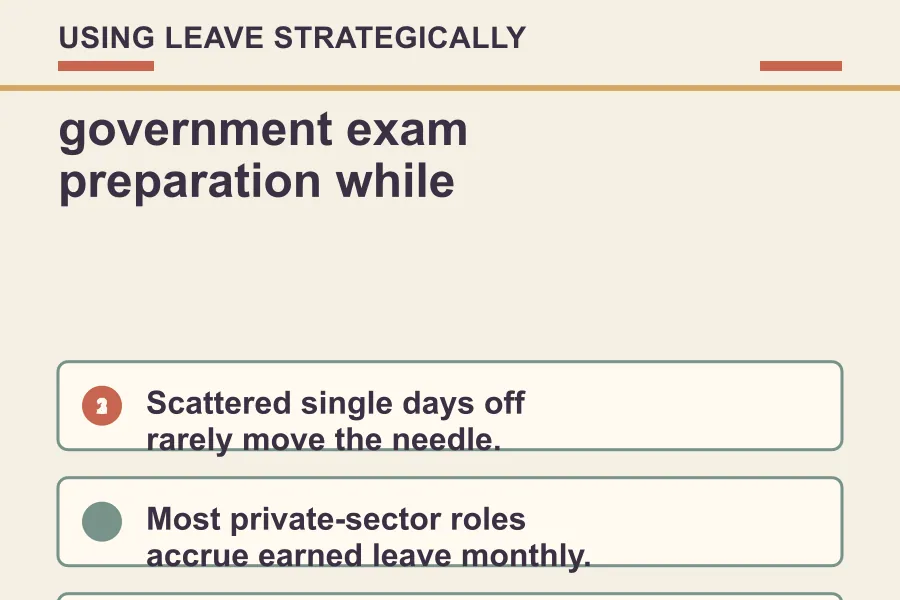 USING LEAVE STRATEGICALLY
government exam
preparation while
Scattered single days off
rarely move the needle.
Most private-sector roles
accrue earned leave monthly.